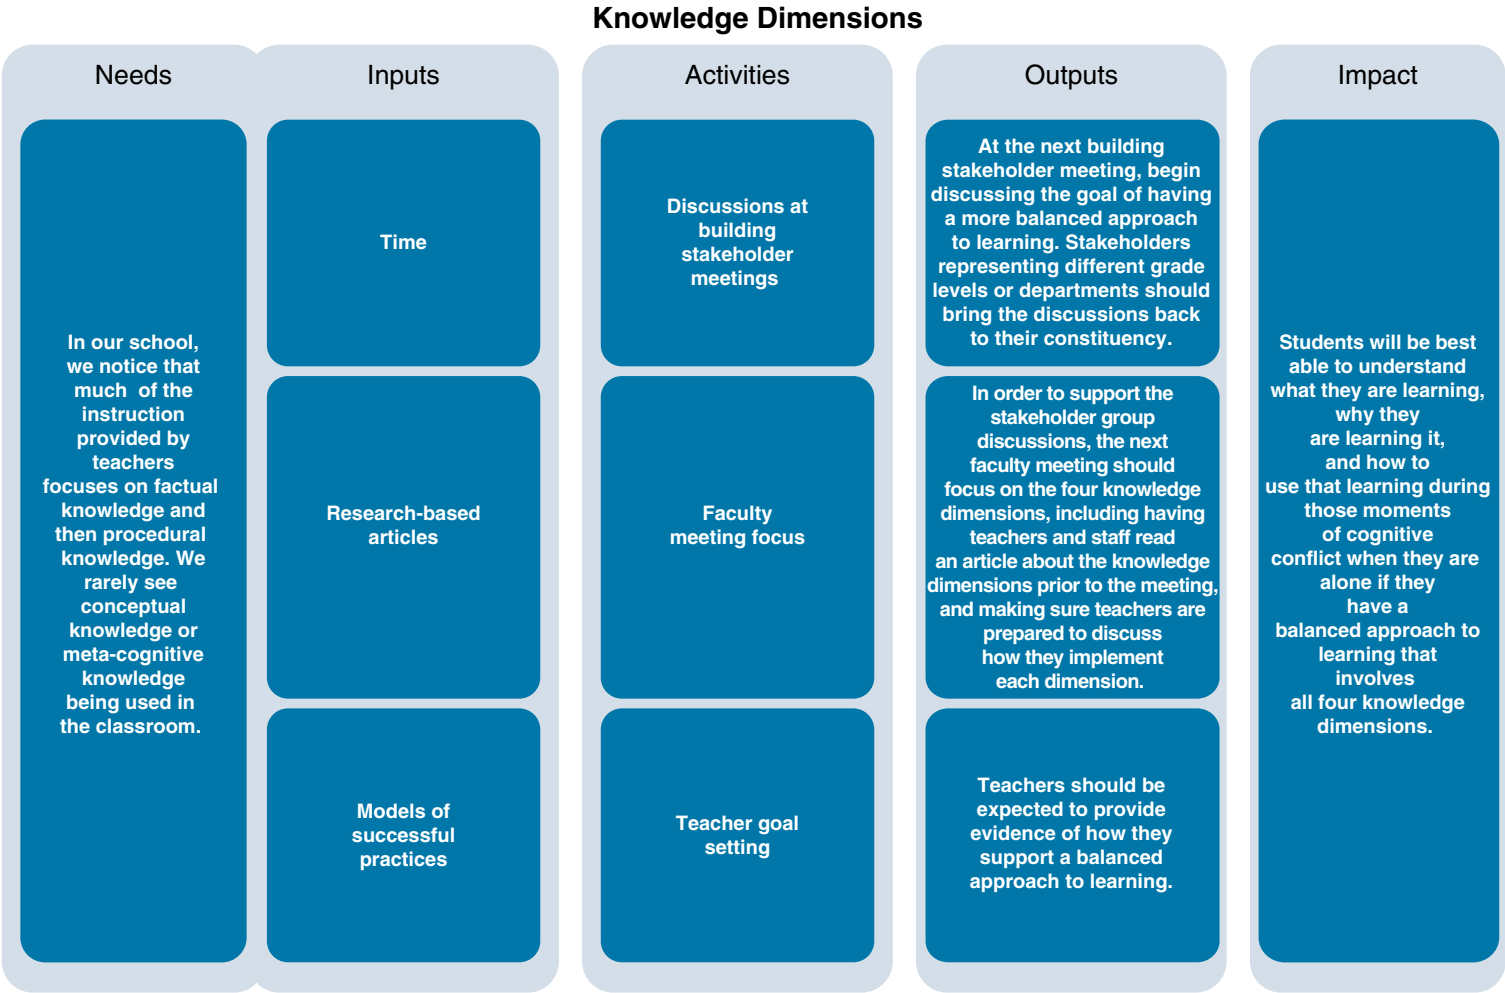 Knowledge Dimensions
Needs
In our school,
we notice that
much of the
instruction
provided by
teachers
focuses on factual
knowledge and
then procedural
knowledge. We
rarely see
conceptual
knowledge or
meta-cognitive
knowledge
being used in
the classroom.
Inputs
Time
Research-based
articles
Models of
successful
practices
Activities
Discussions at
building
stakeholder
meetings
Faculty
meeting focus
Teacher goal
setting
Outputs
At the next building
stakeholder meeting, begin
discussing the goal of having
a more balanced approach
to learning. Stakeholders
representing different grade
levels or departments should
bring the discussions back
to their constituency.
In order to support the
stakeholder group
discussions, the next
faculty meeting should
focus on the four knowledge
dimensions, including having
teachers and staff read
an article about the knowledge
dimensions prior to the meeting,
and making sure teachers are
prepared to discuss
how they implement
each dimension.
Teachers should be
expected to provide
evidence of how they
support a balanced
approach to learning.
Impact
Students will be best
able to understand
what they are learning,
why they
are learning it,
and how to
use that learning during
those moments
of cognitive
conflict when they are
alone if they
have a
balanced approach to
learning that
involves
all four knowledge
dimensions.